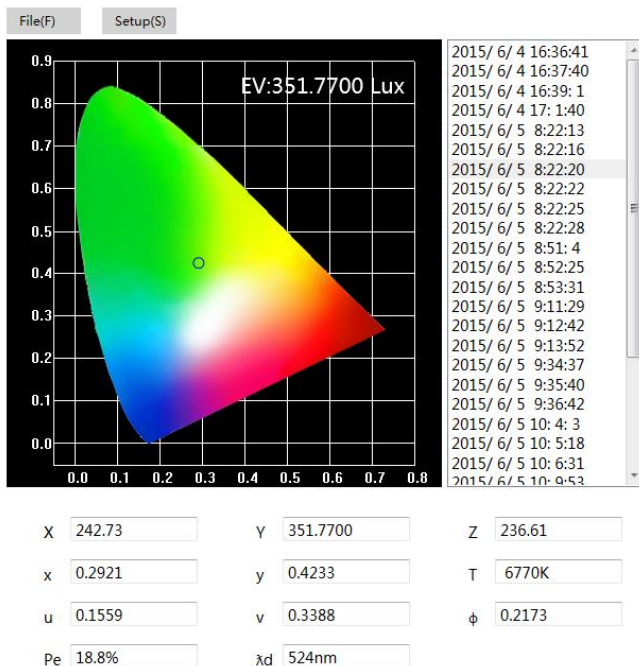 File(F) Setup(S)
EV:351.7700 Lux
0.9
0.8
0.7
0.6
0.5
0.4
0.3
0.2
0.1
0.0
0.0 0.1 0.2 0.3 0.4 0.5 0.6 0.7 0.8
2015/ 6/ 4 16:36:41
2015/ 6/ 4 16:37:40
2015/ 6/ 4 16:39: 1
2015/ 6/ 4 17: 1:40
2015/ 6/ 5 8:22:13
2015/ 6/ 5 8:22:16
2015/ 6/ 5 8:22:20
2015/ 6/ 5 8:22:22
2015/ 6/ 5 8:22:25
2015/ 6/ 5 8:22:28
2015/ 6/ 5 8:51: 4
2015/ 6/ 5 8:52:25
2015/ 6/ 5 8:53:31
2015/ 6/ 5 9:11:29
2015/ 6/ 5 9:12:42
2015/ 6/ 5 9:13:52
2015/ 6/ 5 9:34:37
2015/ 6/ 5 9:35:40
2015/ 6/ 5 9:36:42
2015/ 6/ 5 10: 4: 3
2015/ 6/ 5 10: 5:18
2015/ 6/ 5 10: 6:31
2015/ 6/ 5 10: 9:53
X 242.73 Y 351.7700 Z 236.61
x 0.2921 y 0.4233 T 6770K
u 0.1559 v 0.3388 ϕ 0.2173
Pe 18.8% λd 524nm